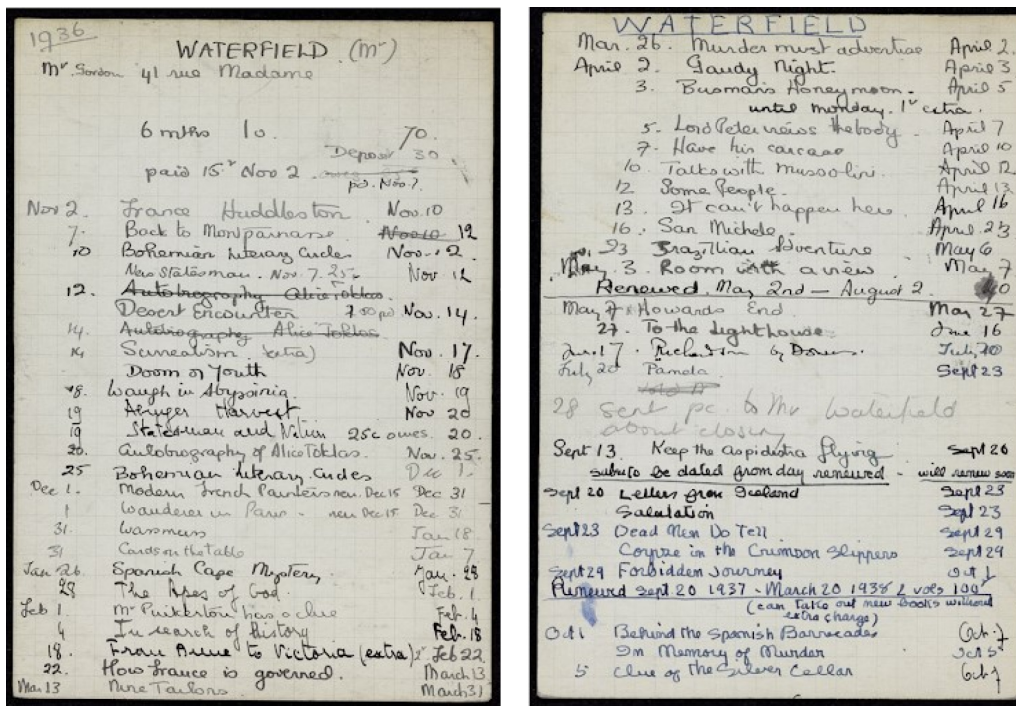 1936
WATERFIELD (Mr)
Mr. Gordon 41 rue Madame
6 mths 1 v. 70.
Deposit 30
paid 15 Nov 2
pd. Nov. 7.
Nov 2. France Huddleston Nov. 10
7. Back to Montparnasse Nov 10 12
10 Bohemian Literary Circles Nov. 12
New Statesman. Nov. 7. 25c Nov 12
12. Autobiography Alice Toklas
Desert Encounter pd. Nov. 14.
14. Autobiography Alice Toklas
14 Surrealism (extra) Nov. 17.
Doom of Youth Nov. 18
18. Waugh in Abyssinia Nov. 19
19 Abinger Harvest Nov 20
19 Statesman and Nation 25c owes 20.
20. Autobiography of Alice Toklas. Nov. 25.
25 Bohemian Literary Circles Dec 1.
Dec 1. Modern French Painters ren. Dec 15 Dec 31
1 Wanderer in Paris - ren Dec 15 Dec 31
31. Wassmuss Jan 18.
31 Cards on the Table Jan 7
Jan 26. Spanish Cape Mystery. Jan. 28
28 The Apes of God. Feb. 1.
Feb 1. Mr Pinkerton has a clue Feb. 4
4 In search of History Feb. 18
18. From Anne to Victoria (extra) Feb 22.
22. How France is governed. March 13
Mar 13 Nine Tailors. March 31
WATERFIELD
Mar. 26. Murder must advertise April 2.
April 2. Gaudy Night. April 3
3. Busman's Honeymoon. April 5
until Monday. 1 extra.
5. Lord Peter views the body. April 7
7. Have his carcase April 10
10. Talks with Mussolini. April 12
12 Some People. April 13
13. It can't happen here. April 16
16. San Michele. April 23
23 Brazilian Adventure May 6
May 3. Room with a view. May 7
Renewed. May 2nd - August 2. 40
May 7 Howards End. May 27
27. To the Lighthouse June 16
June 17. Richardson by Downs. July 20
July 20 Pamela. Sept 23
28 sent p.c. to Mr Waterfield
about closing
Sept 13. Keep the aspidistra flying Sept 20
subs to be dated from day renewed - will renew soon
Sept 20 Letters from Iceland Sept 23
Salutation Sept 23
Sept 23 Dead Men Do Tell Sept 29
Corpse in the Crimson Slippers Sept 29
Sept 29 Forbidden Journey Oct 1
Renewed Sept. 20 1937 - March 20 1938 2 vols 100
(can take out new books without
extra charge)
Oct 1 Behind the Spanish Barricades Oct. 7
In Memory of Murder Oct 5
5 Clue of the Silver Cellar Oct 7